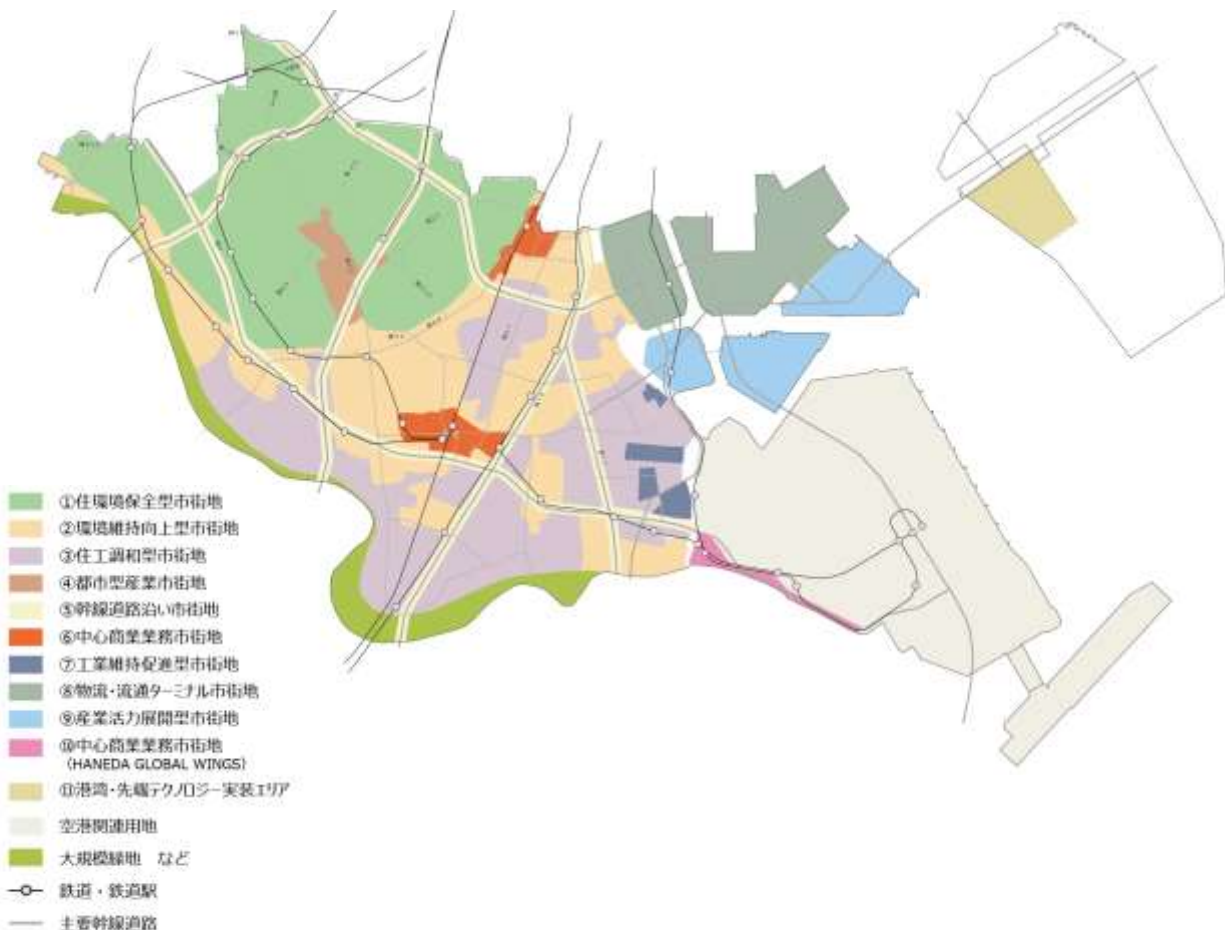 ①住環境保全型市街地
②環境維持向上型市街地
③住工調和型市街地
④都市型産業市街地
⑤幹線道路沿い市街地
⑥中心商業業務市街地
⑦工業維持促進型市街地
⑧物流・流通ターミナル市街地
⑨産業活力展開型市街地
⑩中心商業業務市街地
(HANEDA GLOBAL WINGS)
⑪港湾・先端テクノロジー実装エリア
空港関連用地
大規模緑地 など
鉄道・鉄道駅
主要幹線道路